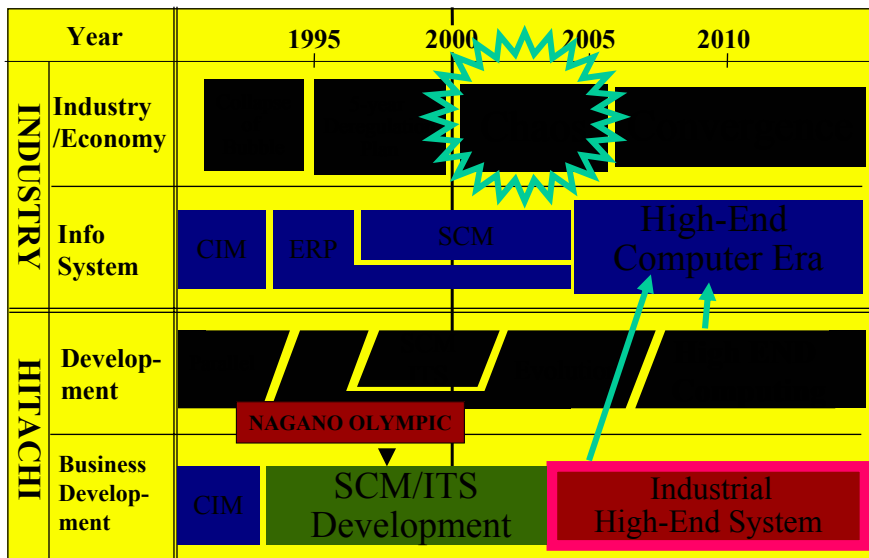 Year 1995 2000 2005 2010
INDUSTRY
Industry
/Economy
Info
System
CIM ERP SCM
High-End
Computer Era
HITACHI
Develop-
ment
NAGANO OLYMPIC
Business
Develop-
ment
CIM
SCM/ITS
Development
Industrial
High-End System